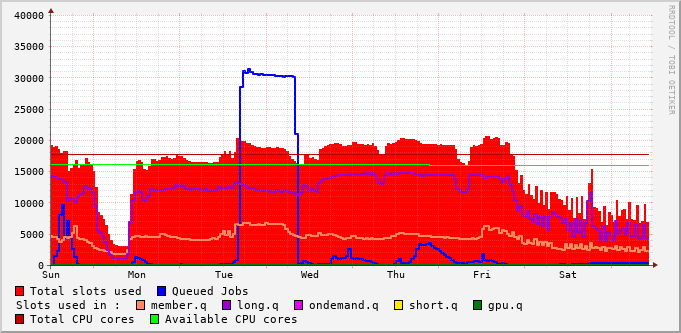 40000
35000
30000
25000
20000
15000
10000
5000
0
Sun Mon Tue Wed Thu Fri Sat
RRDTOOL / TOBI OETIKER
Total slots used Queued Jobs
Slots used in : member.q long.q ondemand.q short.q gpu.q
Total CPU cores Available CPU cores